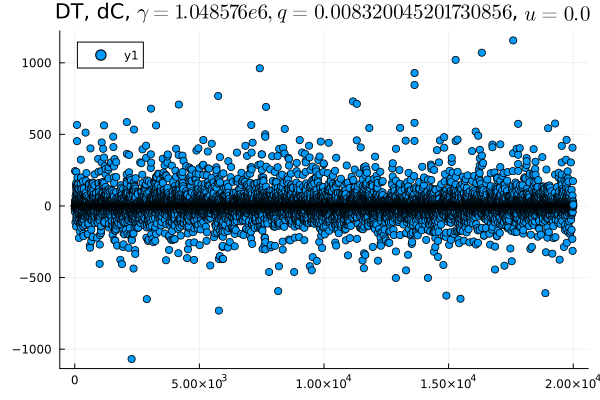 DT, dC, γ = 1.048576e6, q = 0.008320045201730856, u = 0.0
y1
1000
500
0
−500
−1000
0 5.00×10³ 1.00×10⁴ 1.50×10⁴ 2.00×10⁴